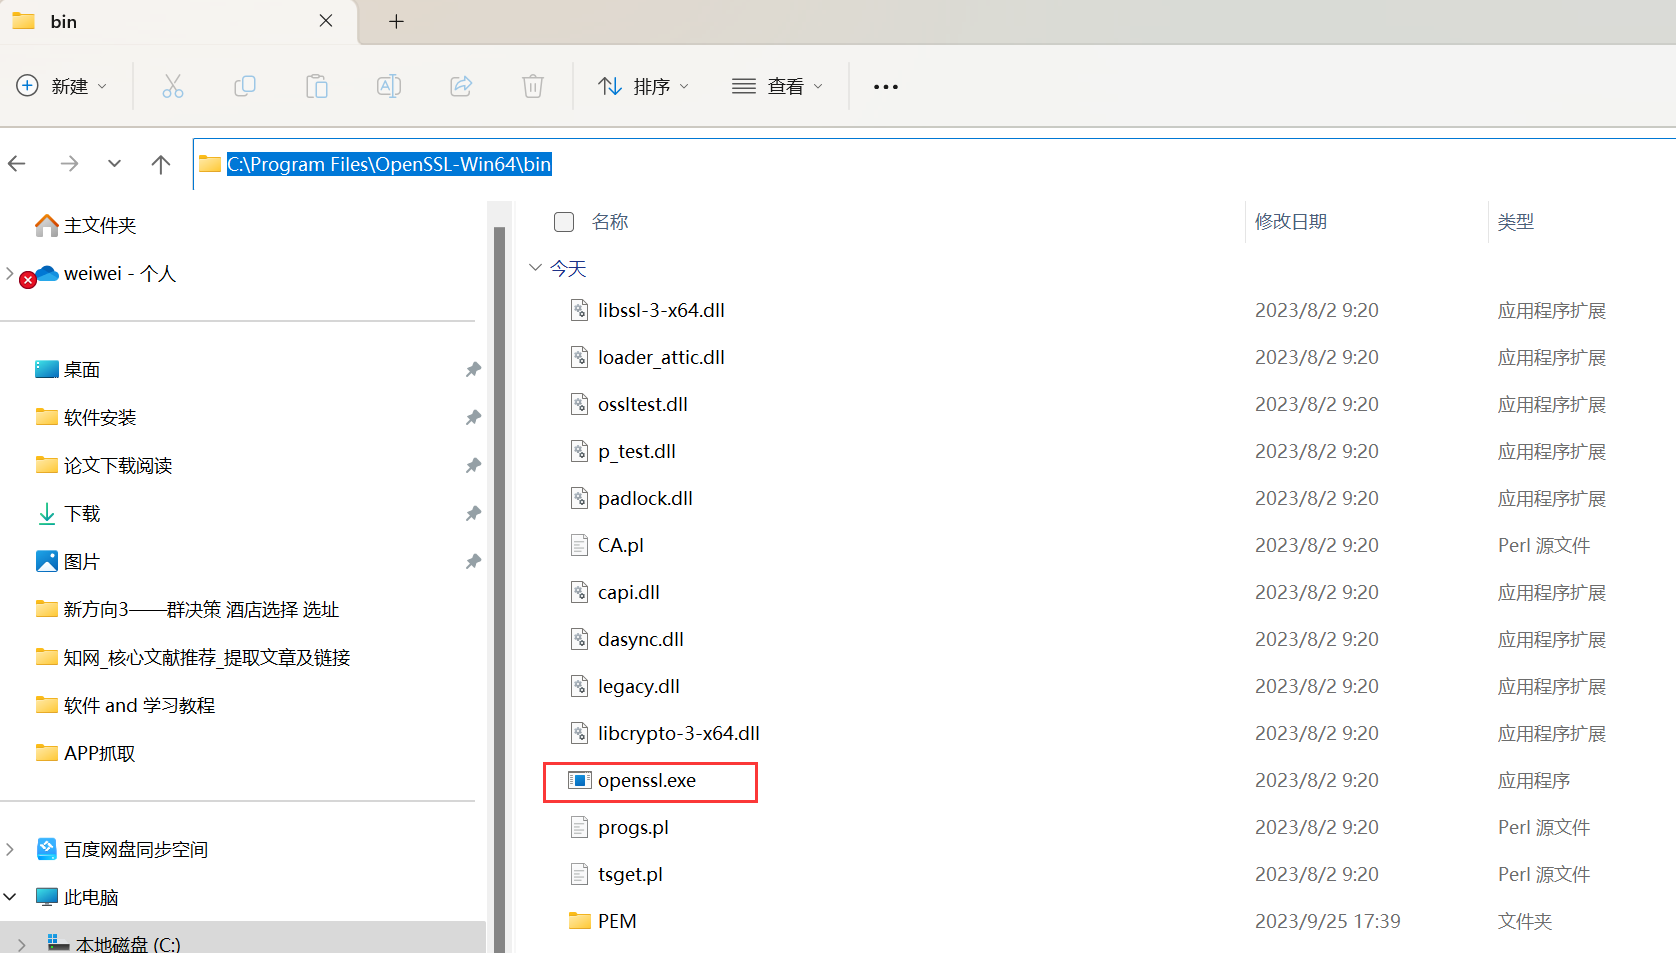 bin
新建
排序
查看
C:\Program Files\OpenSSL-Win64\bin
主文件夹
weiwei - 个人
桌面
软件安装
论文下载阅读
下载
图片
新方向3——群决策 酒店选择 选址
知网_核心文献推荐_提取文章及链接
软件 and 学习教程
APP抓取
百度网盘同步空间
此电脑
本地磁盘 (C:)
名称 修改日期 类型
今天
libssl-3-x64.dll 2023/8/2 9:20 应用程序扩展
loader_attic.dll 2023/8/2 9:20 应用程序扩展
ossltest.dll 2023/8/2 9:20 应用程序扩展
p_test.dll 2023/8/2 9:20 应用程序扩展
padlock.dll 2023/8/2 9:20 应用程序扩展
CA.pl 2023/8/2 9:20 Perl 源文件
capi.dll 2023/8/2 9:20 应用程序扩展
dasync.dll 2023/8/2 9:20 应用程序扩展
legacy.dll 2023/8/2 9:20 应用程序扩展
libcrypto-3-x64.dll 2023/8/2 9:20 应用程序扩展
openssl.exe 2023/8/2 9:20 应用程序
progs.pl 2023/8/2 9:20 Perl 源文件
tsget.pl 2023/8/2 9:20 Perl 源文件
PEM 2023/9/25 17:39 文件夹